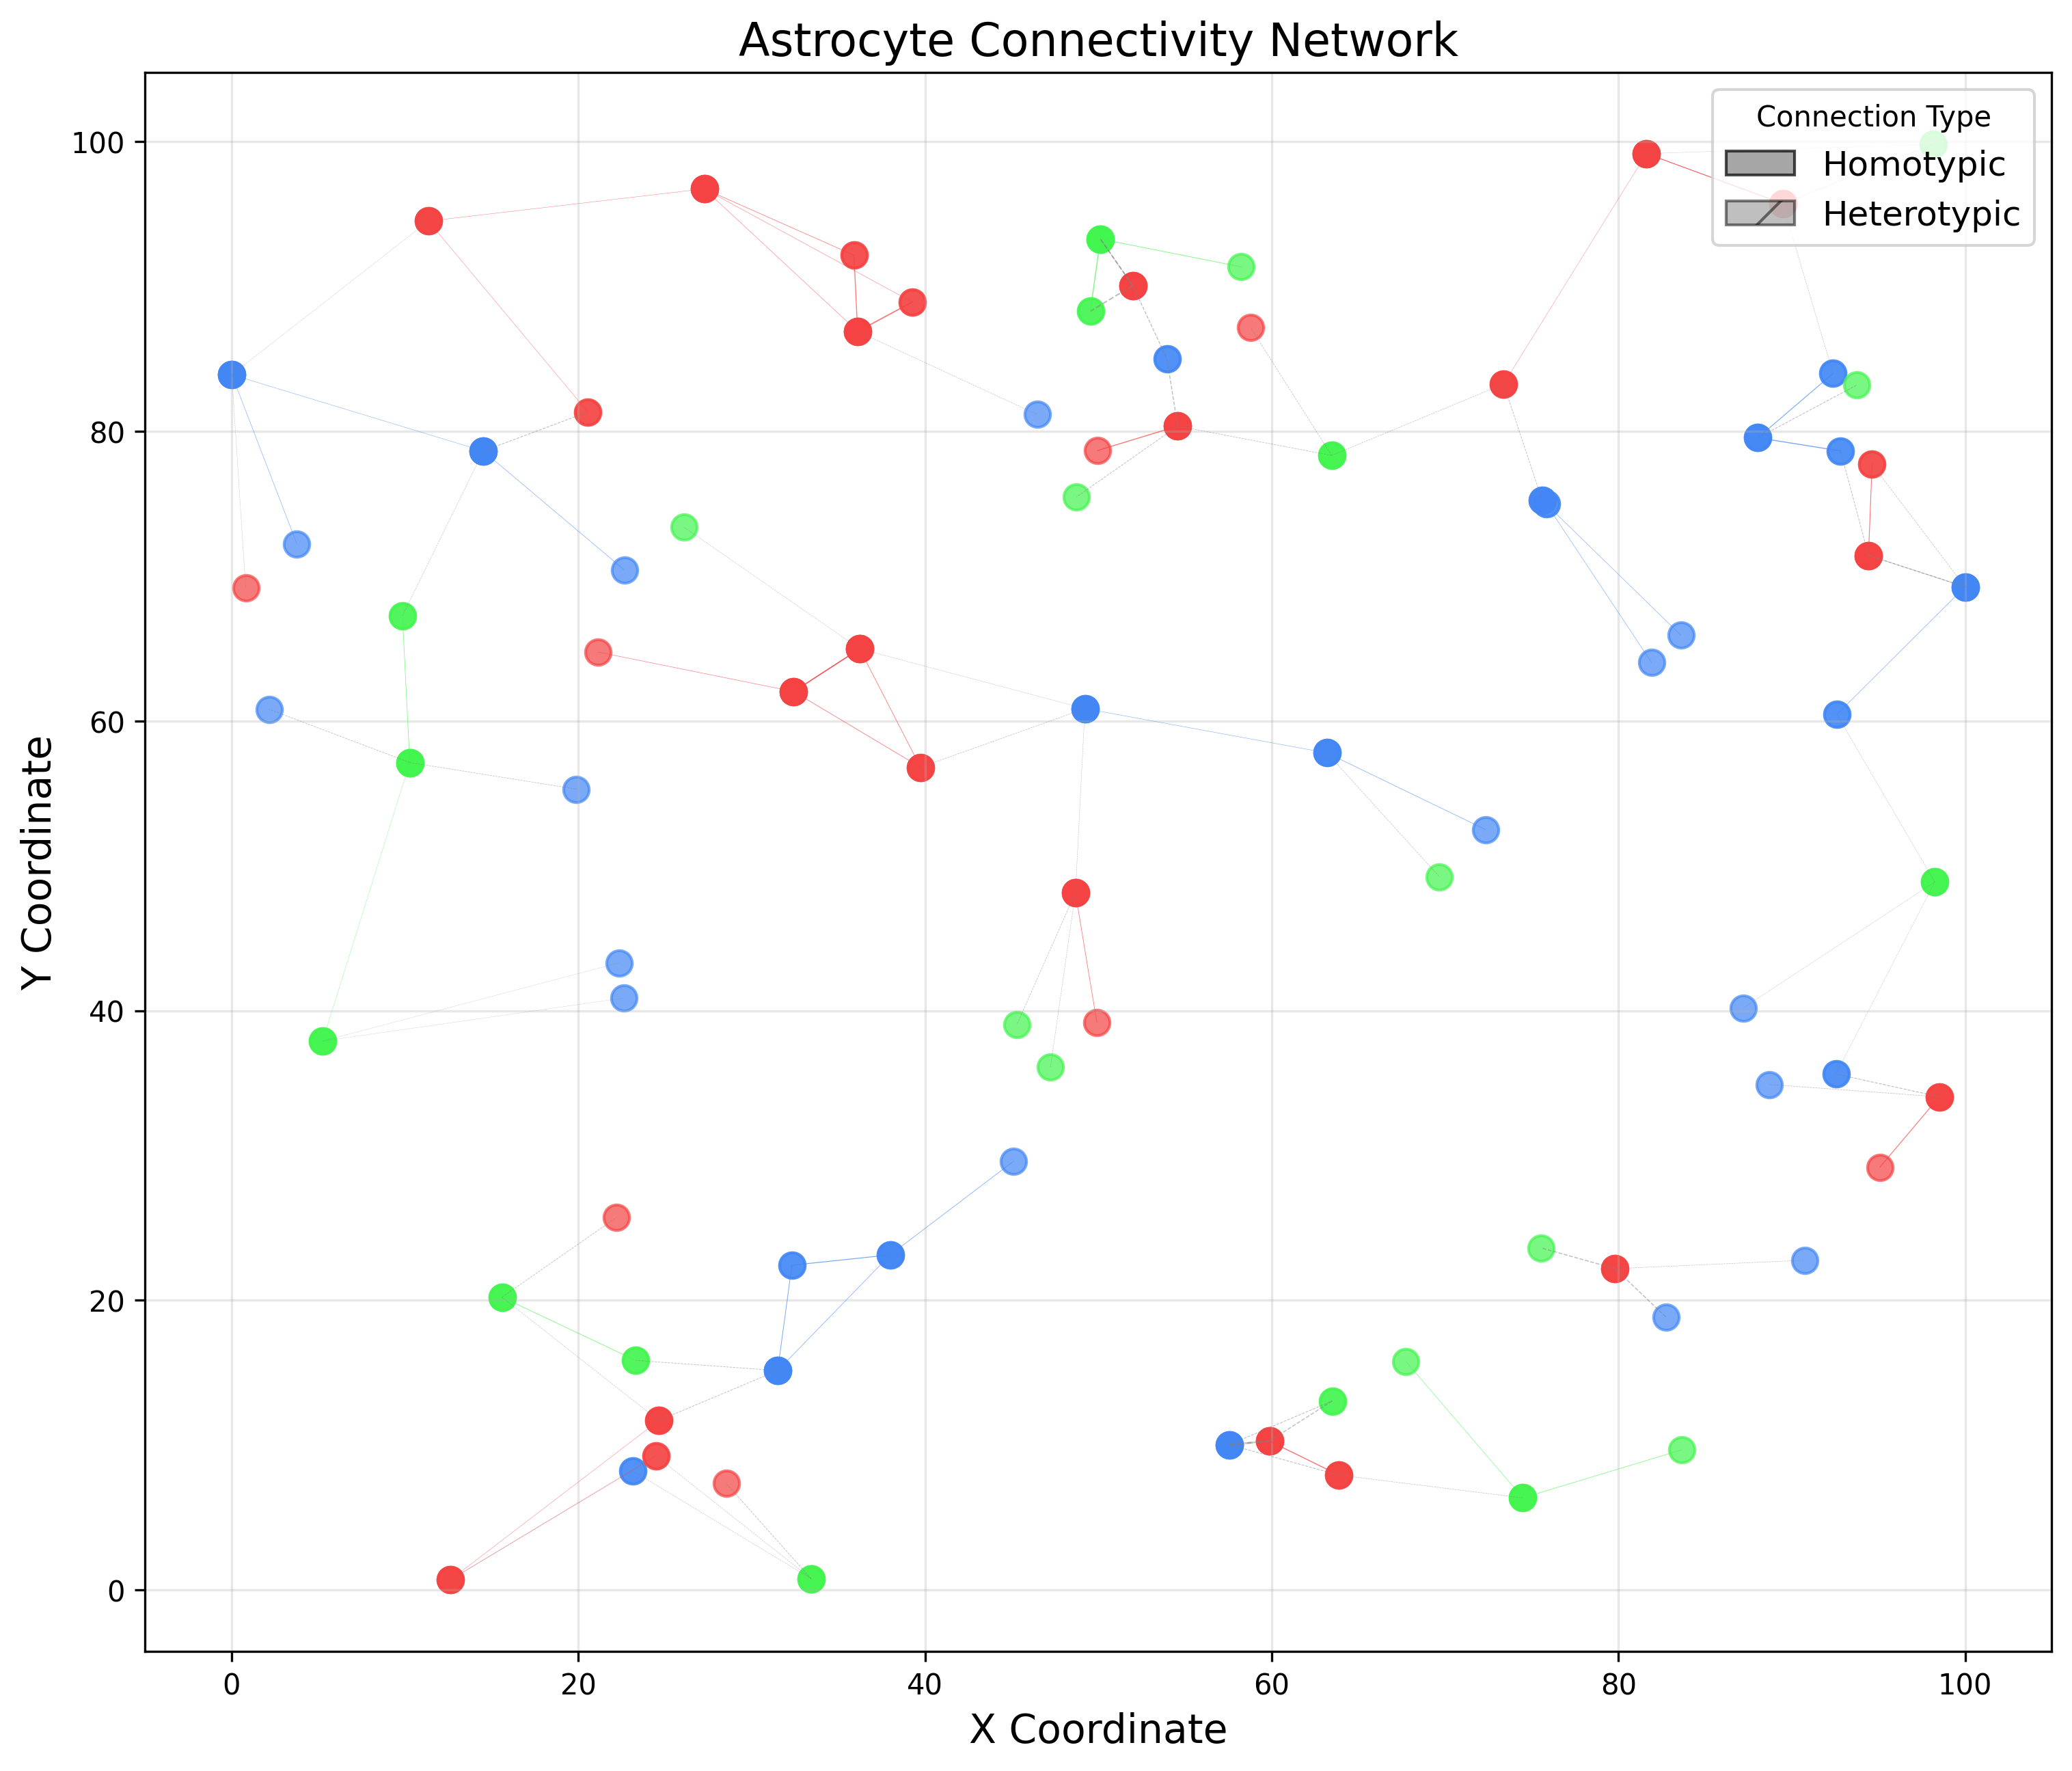 Astrocyte Connectivity Network
Connection Type
Homotypic
Heterotypic
100
80
60
40
20
0
Y Coordinate
0 20 40 60 80 100
X Coordinate